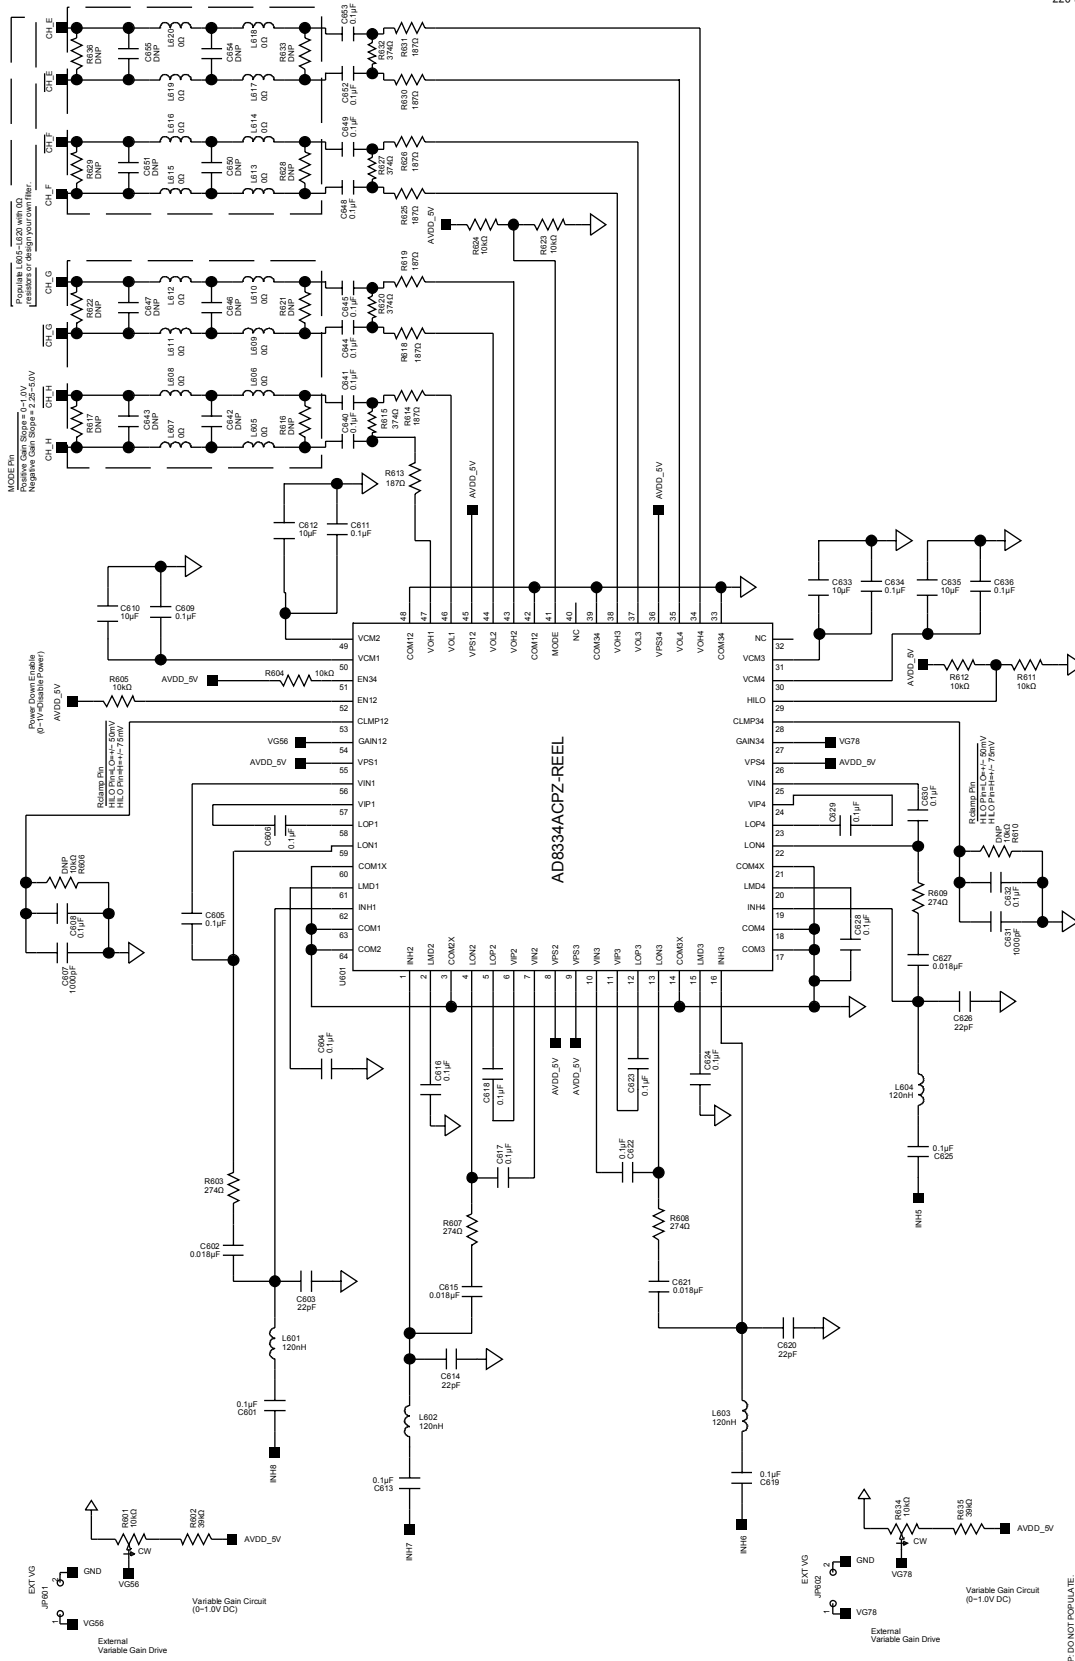 CH_E
R636
DNP
C655
DNP
L620
0Ω
C654
DNP
L618
0Ω
R633
DNP
C653
0.1µF
R632
374Ω
R631
187Ω
CH_E
L619
0Ω
L617
0Ω
C652
0.1µF
R630
187Ω
CH_F
R629
DNP
C651
DNP
L616
0Ω
L615
0Ω
C650
DNP
L614
0Ω
L613
0Ω
R628
DNP
C649
0.1µF
C648
0.1µF
R627
374Ω
R626
187Ω
R625
187Ω
CH_F
Populate L605–L620 with 0Ω
resistors or design your own filter.
AVDD_5V
R624
10kΩ
R623
10kΩ
CH_G
R622
DNP
C647
DNP
L612
0Ω
L611
0Ω
C646
DNP
L610
0Ω
L609
0Ω
R621
DNP
C645
0.1µF
C644
0.1µF
R620
374Ω
R619
187Ω
R618
187Ω
CH_G
CH_H
R617
DNP
C643
DNP
L608
0Ω
L607
0Ω
C642
DNP
L606
0Ω
L605
0Ω
R616
DNP
C641
0.1µF
C640
0.1µF
R615
374Ω
R614
187Ω
CH_H
MODE Pin
Positive Gain Slope = 0–1.0V
Negative Gain Slope = 2.25–5.0V
R613
187Ω
AVDD_5V
AVDD_5V
C612
10µF
C611
0.1µF
C610
10µF
C609
0.1µF
C633
10µF
C634
0.1µF
C635
10µF
C636
0.1µF
48 47 46 45 44 43 42 41 40 39 38 37 36 35 34 33
COM12 VOH1 VOL1 VPS12 VOL2 VOH2 COM12 MODE NC COM34 VOH3 VOL3 VPS34 VOL4 VOH4 COM34
49 VCM2
50 VCM1
51 EN34
52 EN12
53 CLMP12
54 GAIN12
55 VPS1
56 VIN1
57 VIP1
58 LOP1
59 LON1
60 COM1X
61 LMD1
62 INH1
63 COM1
64 COM2
NC 32
VCM3 31
VCM4 30
HILO 29
CLMP34 28
GAIN34 27
VPS4 26
VIN4 25
VIP4 24
LOP4 23
LON4 22
COM4X 21
LMD4 20
INH4 19
COM4 18
COM3 17
AD8334ACPZ-REEL
U601
INH2 LMD2 COM2X LON2 LOP2 VIP2 VIN2 VPS2 VPS3 VIN3 VIP3 LOP3 LON3 COM3X LMD3 INH3
1 2 3 4 5 6 7 8 9 10 11 12 13 14 15 16
AVDD_5V
R604 10kΩ
Power Down Enable
(0–1V=Disable Power)
AVDD_5V
R605
10kΩ
Rclamp Pin
HILO Pin=LO=+/– 50mV
HILO Pin=H=+/– 75mV
VG56
AVDD_5V
C606
0.1µF
DNP
10kΩ
R606
C608
0.1µF
C607
1000pF
C605
0.1µF
AVDD_5V
R612
10kΩ
R611
10kΩ
VG78
AVDD_5V
Rclamp Pin
HILO Pin=LO=+/– 50mV
HILO Pin=H=+/– 75mV
C630
0.1µF
C629
0.1µF
DNP
10kΩ
R610
C632
0.1µF
C631
1000pF
R609
274Ω
C628
0.1µF
C627
0.018µF
C626
22pF
L604
120nH
0.1µF
C625
INH5
C604
0.1µF
C616
0.1µF
C618
0.1µF
AVDD_5V
AVDD_5V
C623
0.1µF
C624
0.1µF
C617
0.1µF
0.1µF
C622
R603
274Ω
C602
0.018µF
C603
22pF
L601
120nH
0.1µF
C601
INH8
R607
274Ω
C615
0.018µF
C614
22pF
L602
120nH
0.1µF
C613
INH7
R608
274Ω
C621
0.018µF
C620
22pF
L603
120nH
0.1µF
C619
INH6
R601
10kΩ
R602
39kΩ
AVDD_5V
CW
VG56
EXT VG
JP601
2
GND
1
VG56
Variable Gain Circuit
(0–1.0V DC)
External
Variable Gain Drive
R634
10kΩ
R635
39kΩ
AVDD_5V
CW
VG78
EXT VG
JP602
2
GND
1
VG78
Variable Gain Circuit
(0–1.0V DC)
External
Variable Gain Drive
P: DO NOT POPULATE.